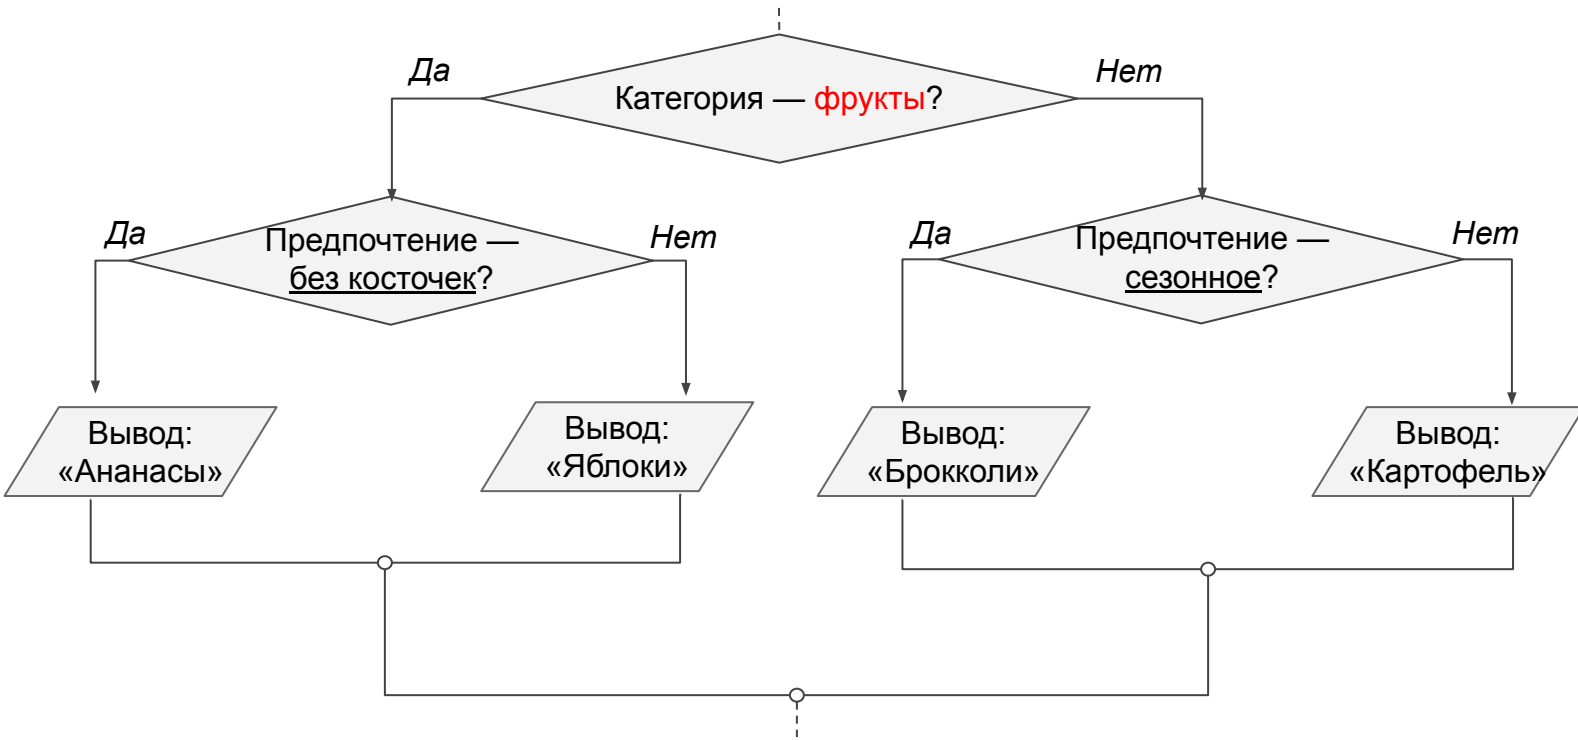 Да
Нет
Категория — фрукты?
Да
Предпочтение —
без косточек?
Нет
Да
Предпочтение —
сезонное?
Нет
Вывод:
«Ананасы»
Вывод:
«Яблоки»
Вывод:
«Брокколи»
Вывод:
«Картофель»